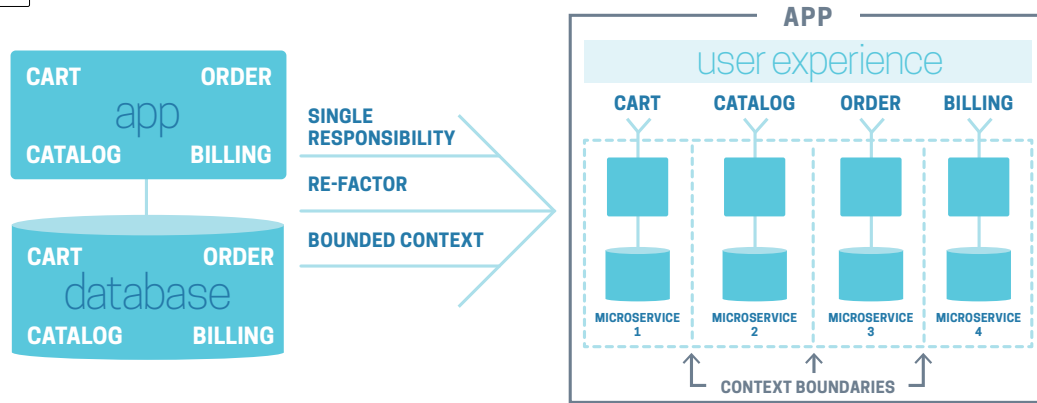 CART ORDER
app
CATALOG BILLING
CART ORDER
database
CATALOG BILLING
SINGLE
RESPONSIBILITY
RE-FACTOR
BOUNDED CONTEXT
APP
user experience
CART CATALOG ORDER BILLING
MICROSERVICE MICROSERVICE MICROSERVICE MICROSERVICE
1 2 3 4
CONTEXT BOUNDARIES